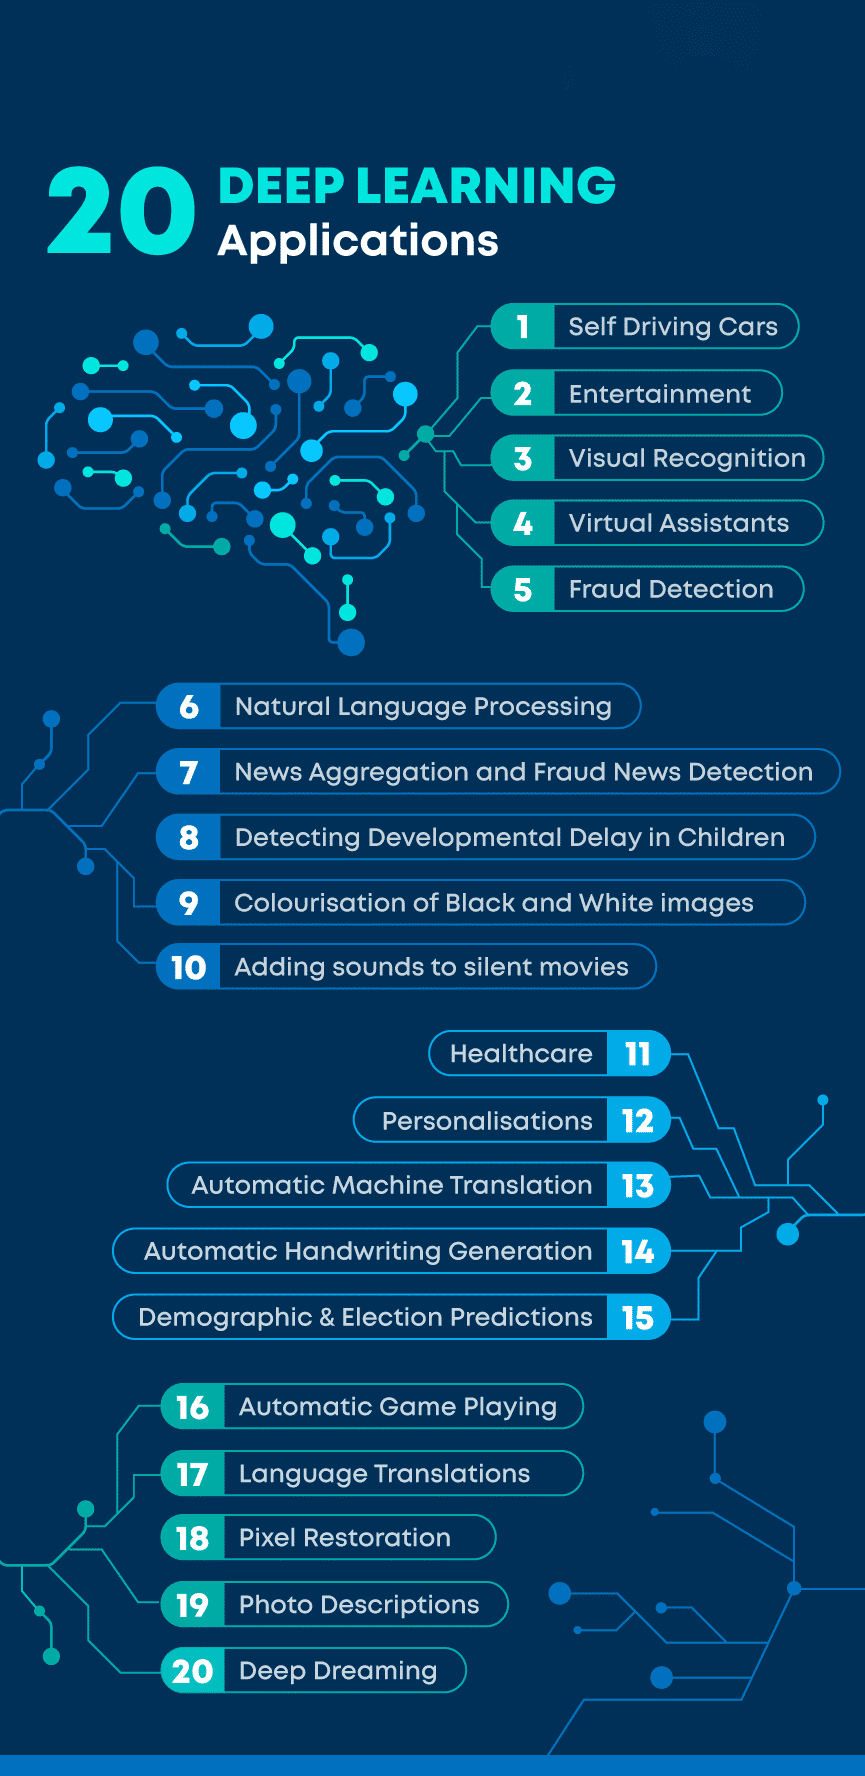 20 DEEP LEARNING
Applications
1 Self Driving Cars
2 Entertainment
3 Visual Recognition
4 Virtual Assistants
5 Fraud Detection
6 Natural Language Processing
7 News Aggregation and Fraud News Detection
8 Detecting Developmental Delay in Children
9 Colourisation of Black and White images
10 Adding sounds to silent movies
Healthcare 11
Personalisations 12
Automatic Machine Translation 13
Automatic Handwriting Generation 14
Demographic & Election Predictions 15
16 Automatic Game Playing
17 Language Translations
18 Pixel Restoration
19 Photo Descriptions
20 Deep Dreaming